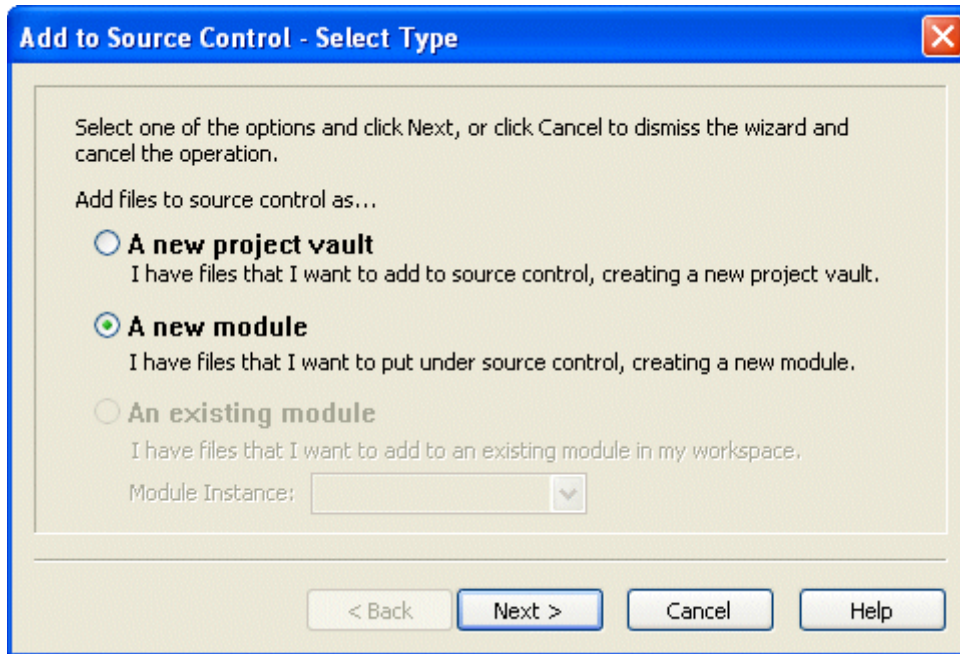 Add to Source Control - Select Type
Select one of the options and click Next, or click Cancel to dismiss the wizard and
cancel the operation.
Add files to source control as...
A new project vault
I have files that I want to add to source control, creating a new project vault.
A new module
I have files that I want to put under source control, creating a new module.
An existing module
I have files that I want to add to an existing module in my workspace.
Module Instance:
< Back Next > Cancel Help